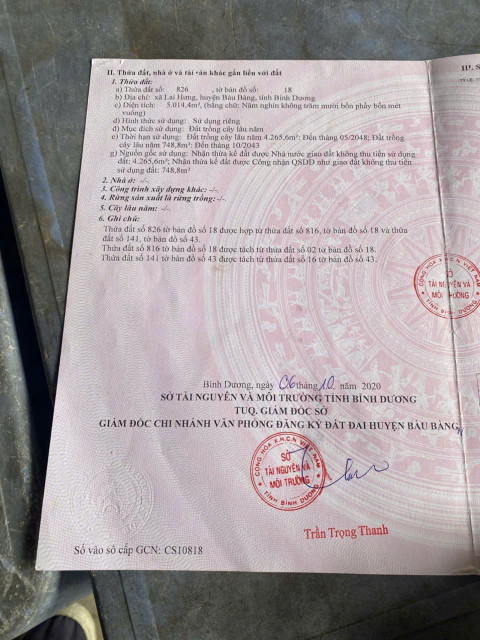 II. Thửa đất, nhà ở và tài sản khác gắn liền với đất
1. Thửa đất:
a) Thửa đất số: 826 , tờ bản đồ số: 18
b) Địa chỉ: xã Lai Hưng, huyện Bàu Bàng, tỉnh Bình Dương
c) Diện tích: 5.014,4m² (bằng chữ: Năm nghìn không trăm mười bốn phẩy bốn mét
vuông)
d) Hình thức sử dụng: Sử dụng riêng
đ) Mục đích sử dụng: Đất trồng cây lâu năm
e) Thời hạn sử dụng: Đất trồng cây lâu năm 4.265,6m²: Đến tháng 05/2048; Đất trồng
cây lâu năm 748,8m²: Đến tháng 10/2043
g) Nguồn gốc sử dụng: Nhận thừa kế đất được Nhà nước giao đất không thu tiền sử dụng
đất: 4.265,6m²; Nhận thừa kế đất được Công nhận QSDĐ như giao đất không thu tiền
sử dụng đất: 748,8m²
2. Nhà ở: -/-
3. Công trình xây dựng khác: -/-
4. Rừng sản xuất là rừng trồng: -/-
5. Cây lâu năm: -/-
6. Ghi chú:
Thửa đất số 826 tờ bản đồ số 18 được hợp từ thửa đất số 816, tờ bản đồ số 18 và thửa
đất số 141, tờ bản đồ số 43.
Thửa đất số 816 tờ bản đồ số 18 được tách từ thửa đất số 02 tờ bản đồ số 18.
Thửa đất số 141 tờ bản đồ số 43 được tách từ thửa đất số 16 tờ bản đồ số 43.
CỘNG HÒA X.H.C.N VIỆT NAM
SỞ
TÀI NGUYÊN VÀ
MÔI TRƯỜNG
Bình Dương, ngày 06 tháng 10 năm 2020
SỞ TÀI NGUYÊN VÀ MÔI TRƯỜNG TỈNH BÌNH DƯƠNG
TUQ. GIÁM ĐỐC SỞ
GIÁM ĐỐC CHI NHÁNH VĂN PHÒNG ĐĂNG KÝ ĐẤT ĐAI HUYỆN BÀU BÀNG
CỘNG HÒA X.H.C.N VIỆT NAM
SỞ
TÀI NGUYÊN VÀ
MÔI TRƯỜNG
TỈNH BÌNH DƯƠNG
Trần Trọng Thanh
Số vào sổ cấp GCN: CS10818